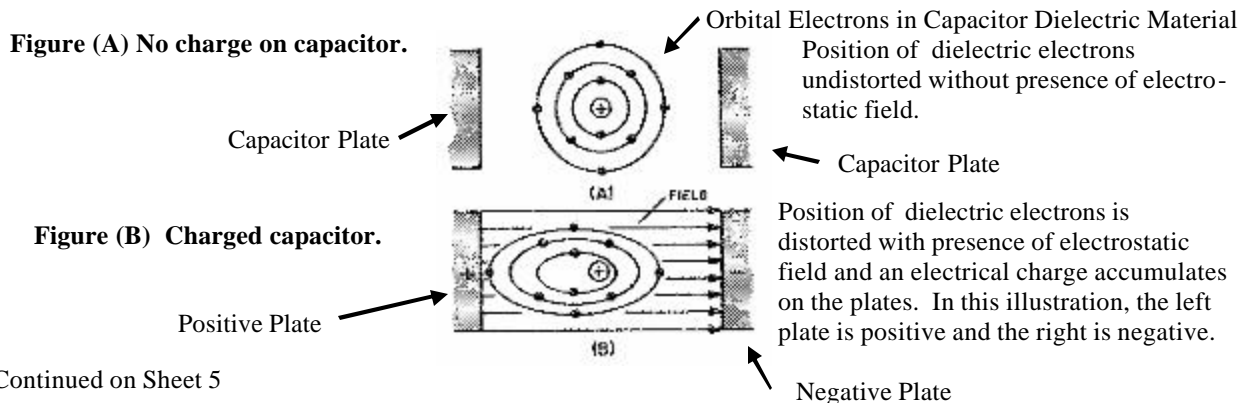 Orbital Electrons in Capacitor Dielectric Material
Figure (A) No charge on capacitor.
Position of dielectric electrons
undistorted without presence of electro-
static field.
Capacitor Plate
Capacitor Plate
(A)
FIELD
Figure (B) Charged capacitor.
Position of dielectric electrons is
distorted with presence of electrostatic
field and an electrical charge accumulates
on the plates. In this illustration, the left
plate is positive and the right is negative.
Positive Plate
(B)
Continued on Sheet 5
Negative Plate